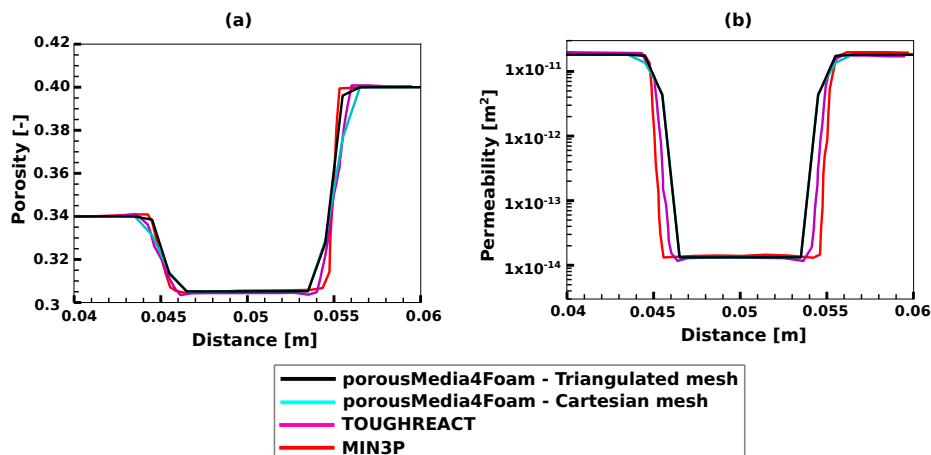 (a)
Porosity [-]
0.42
0.40
0.38
0.36
0.34
0.32
0.3
0.04
0.045
0.05
0.055
0.06
Distance [m]
(b)
Permeability [m²]
1x10⁻¹¹
1x10⁻¹²
1x10⁻¹³
1x10⁻¹⁴
0.04
0.045
0.05
0.055
0.06
Distance [m]
porousMedia4Foam - Triangulated mesh
porousMedia4Foam - Cartesian mesh
TOUGHREACT
MIN3P